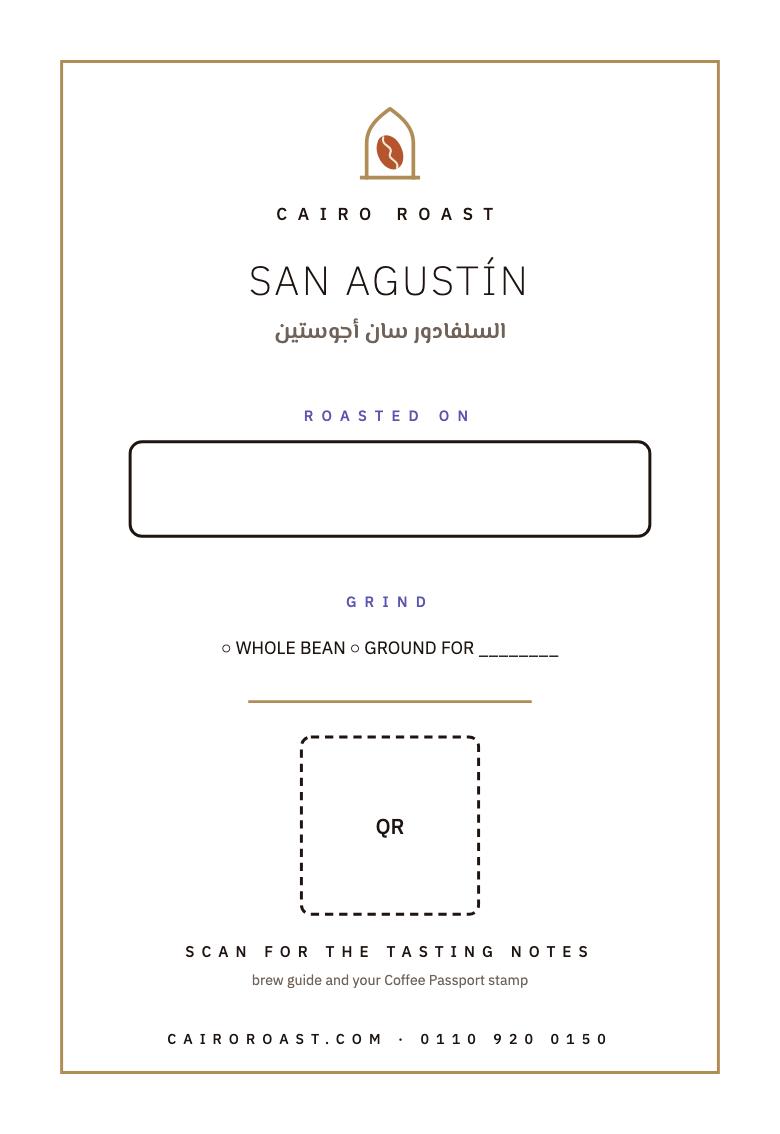 CAIRO ROAST
SAN AGUSTÍN
السلفادور سان أجوستين
ROASTED ON
GRIND
○ WHOLE BEAN ○ GROUND FOR ________
QR
SCAN FOR THE TASTING NOTES
brew guide and your Coffee Passport stamp
CAIROROAST.COM · 0110 920 0150